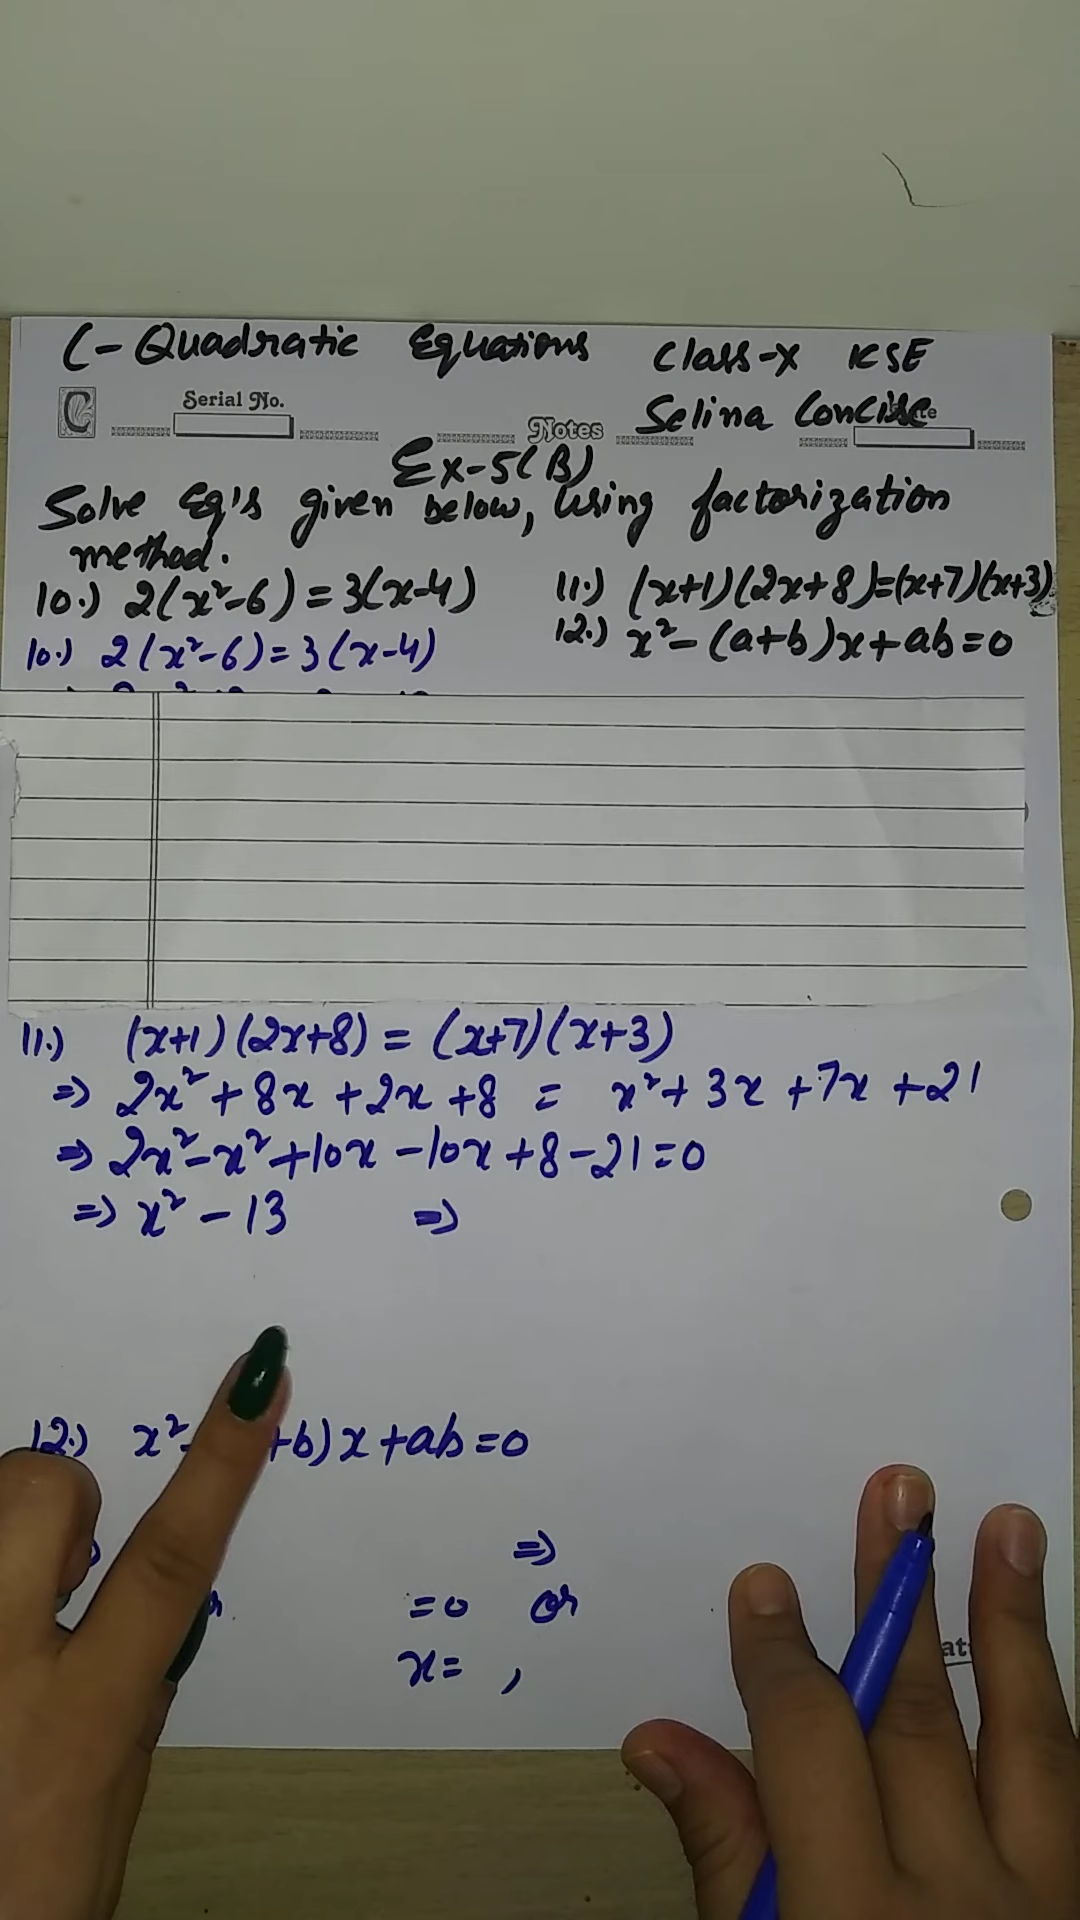 C- Quadratic Equations Class-X ICSE
C Serial No.
Notes Selina Concise
Ex-5(B)
Solve Eq's given below, using factorization
method.
10.) 2(x²-6)=3(x-4) 11.) (x+1)(2x+8)=(x+7)(x+3)
12.) x²-(a+b)x+ab=0
10.) 2(x²-6)=3(x-4)
11.) (x+1)(2x+8) = (x+7)(x+3)
=> 2x²+8x+2x+8 = x²+3x+7x+21
=> 2x²-x²+10x-10x+8-21=0
=> x²-13 =>
12.) x²- +b)x+ab=0
=>
=0 or
x= ,